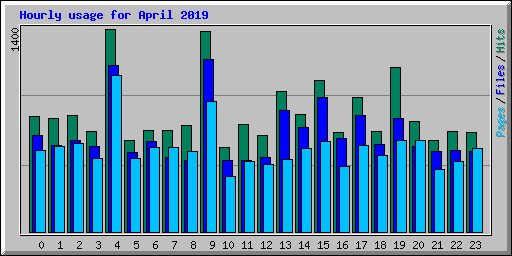 Hourly usage for April 2019
1400
Pages/Files/Hits
0 1 2 3 4 5 6 7 8 9 10 11 12 13 14 15 16 17 18 19 20 21 22 23